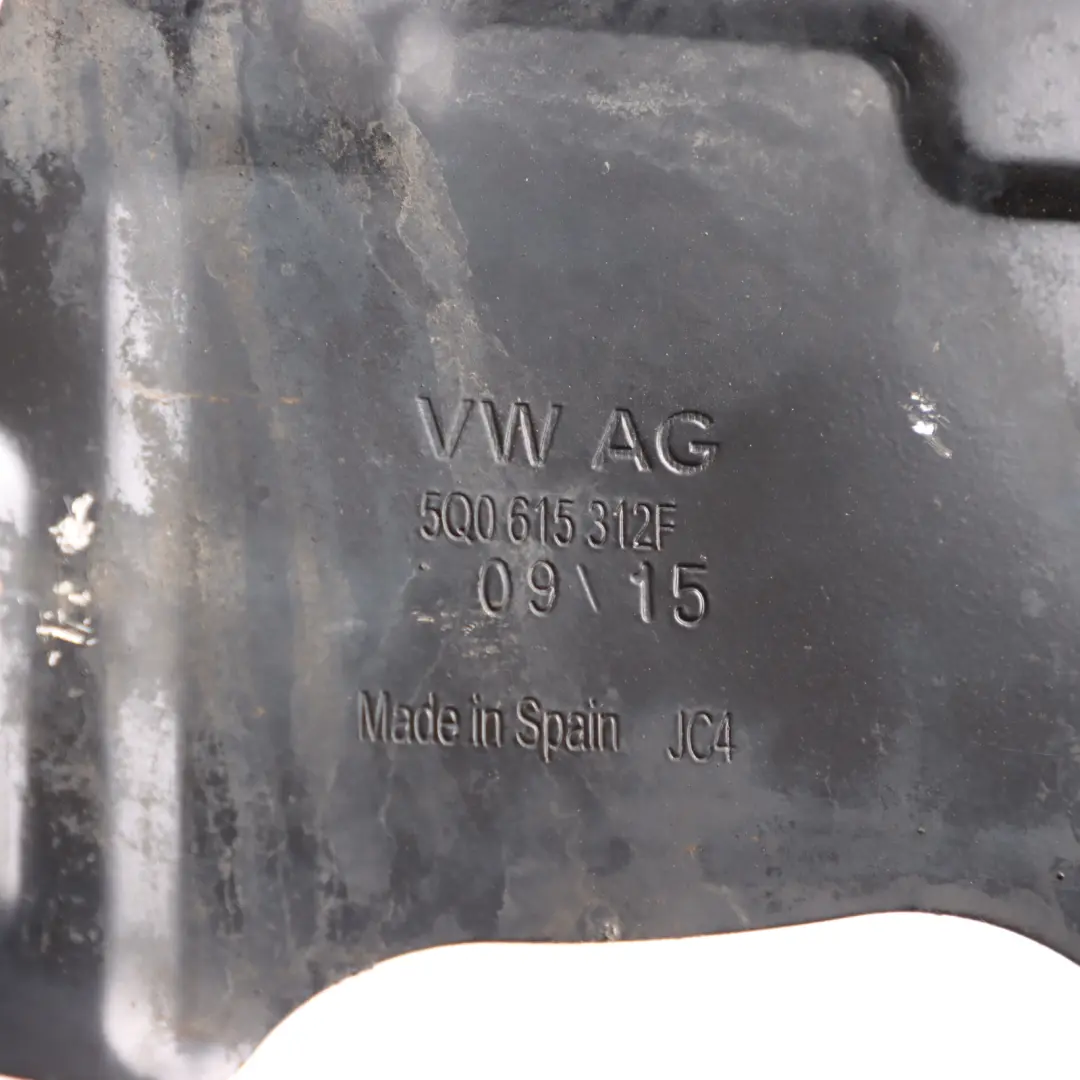 VW AG
5Q0 615 312F
09 \ 15
Made in Spain JC4